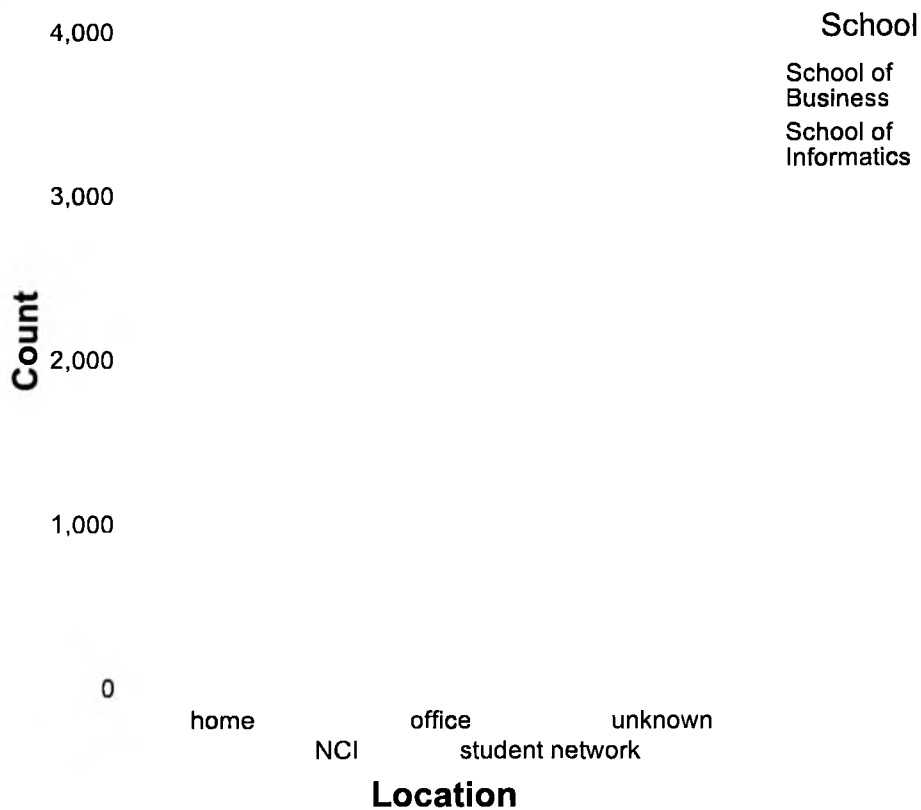 4,000
School
School of
Business
School of
Informatics
3,000
Count
2,000
1,000
0
home
office
unknown
NCI
student network
Location